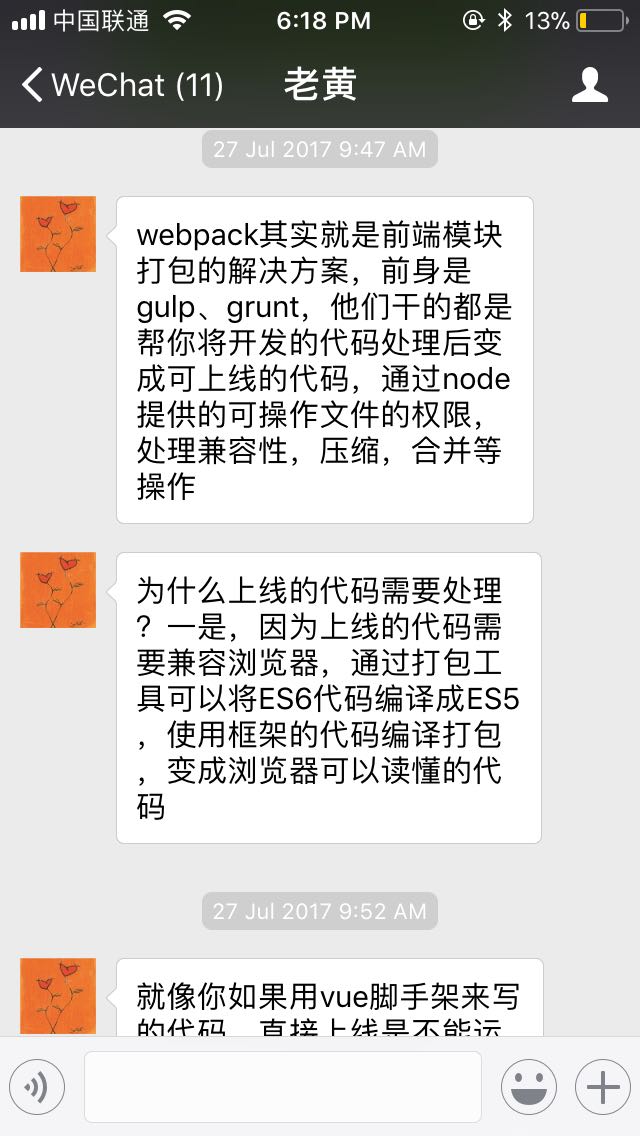 中国联通 6:18 PM 13%
WeChat (11) 老黄
27 Jul 2017 9:47 AM
webpack其实就是前端模块
打包的解决方案，前身是
gulp、grunt，他们干的都是
帮你将开发的代码处理后变
成可上线的代码，通过node
提供的可操作文件的权限，
处理兼容性，压缩，合并等
操作
为什么上线的代码需要处理
？一是，因为上线的代码需
要兼容浏览器，通过打包工
具可以将ES6代码编译成ES5
，使用框架的代码编译打包
，变成浏览器可以读懂的代
码
27 Jul 2017 9:52 AM
就像你如果用vue脚手架来写
的代码，直接上线是不能运